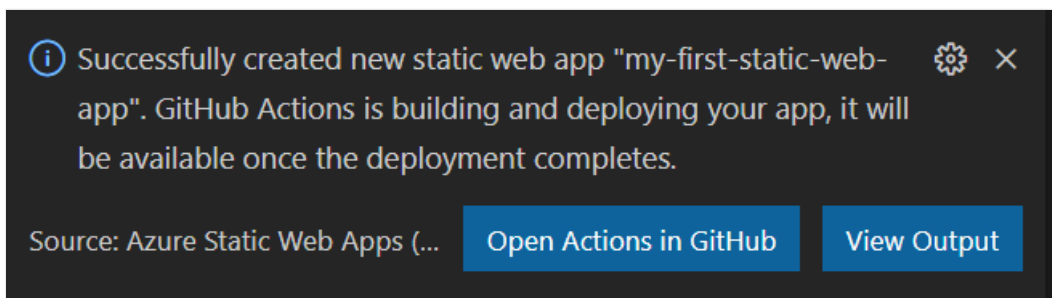 Successfully created new static web app "my-first-static-web-
app". GitHub Actions is building and deploying your app, it will
be available once the deployment completes.
Source: Azure Static Web Apps (...
Open Actions in GitHub
View Output